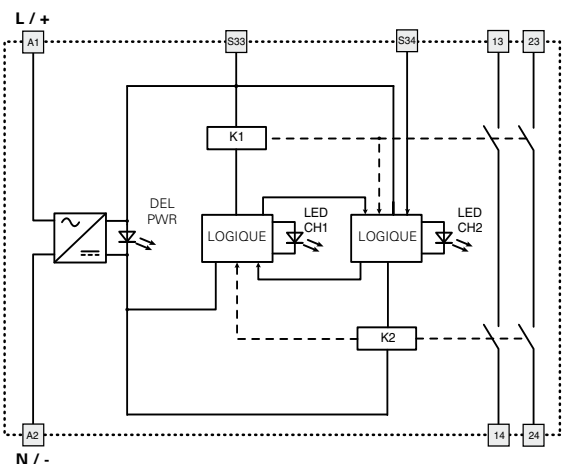 L / +
A1
S33
S34
13
23
K1
DEL
PWR
LED
CH1
LED
CH2
LOGIQUE
LOGIQUE
K2
A2
14
24
N / -